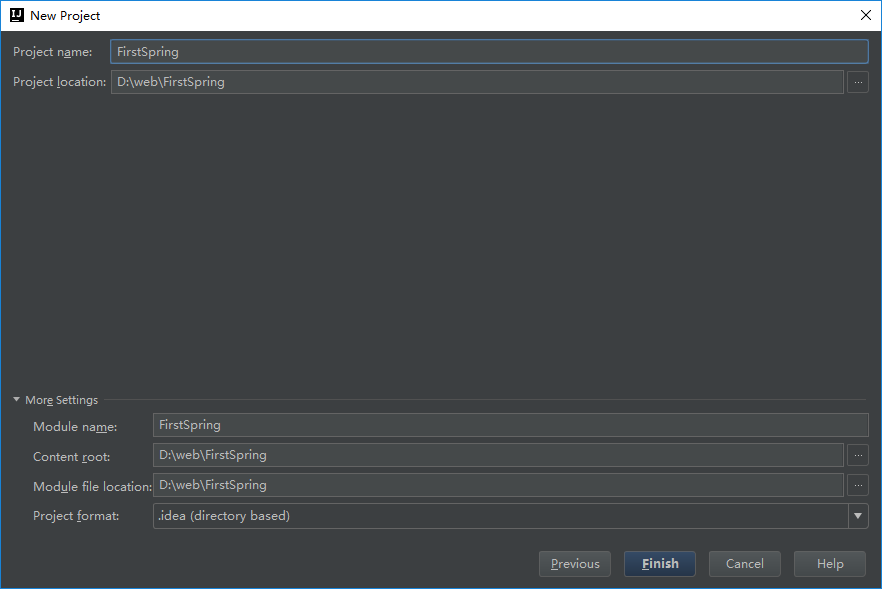 New Project
Project name: FirstSpring
Project location: D:\web\FirstSpring ...
More Settings
Module name: FirstSpring
Content root: D:\web\FirstSpring ...
Module file location: D:\web\FirstSpring ...
Project format: .idea (directory based)
Previous Finish Cancel Help